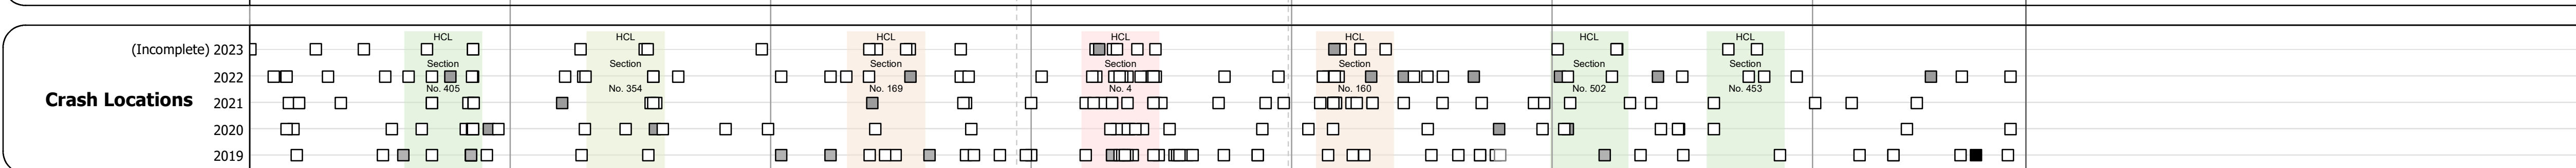 HCL HCL HCL HCL HCL HCL HCL
(Incomplete) 2023
Section Section Section Section Section Section Section
2022
No. 405 No. 354 No. 169 No. 4 No. 160 No. 502 No. 453
Crash Locations 2021
2020
2019